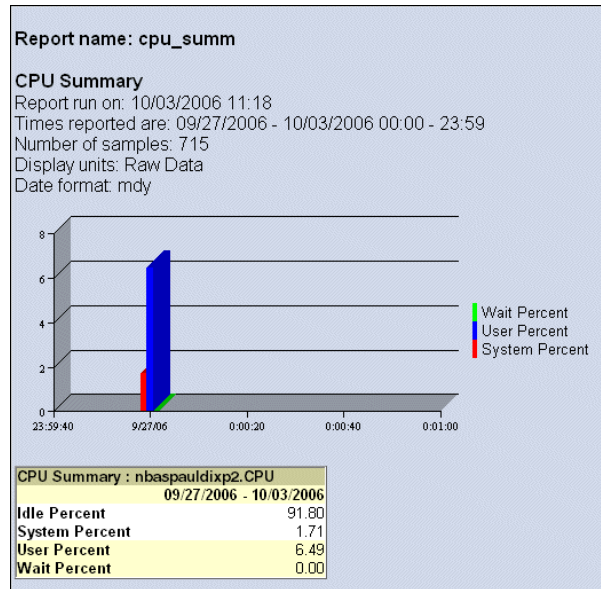 Report name: cpu_summ
CPU Summary
Report run on: 10/03/2006 11:18
Times reported are: 09/27/2006 - 10/03/2006 00:00 - 23:59
Number of samples: 715
Display units: Raw Data
Date format: mdy
8
6
4
2
0
23:59:40 9/27/06 0:00:20 0:00:40 0:01:00
Wait Percent
User Percent
System Percent
CPU Summary : nbaspauldixp2.CPU
09/27/2006 - 10/03/2006
Idle Percent 91.80
System Percent 1.71
User Percent 6.49
Wait Percent 0.00